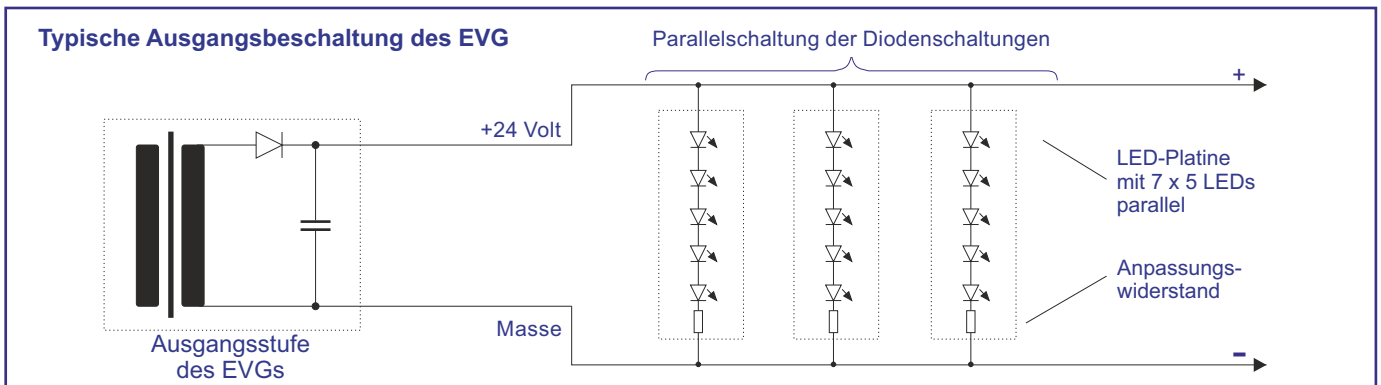 Typische Ausgangsbeschaltung des EVG
Parallelschaltung der Diodenschaltungen
+
+24 Volt
LED-Platine
mit 7 x 5 LEDs
parallel
Anpassungs-
widerstand
Masse
Ausgangsstufe
des EVGs
-